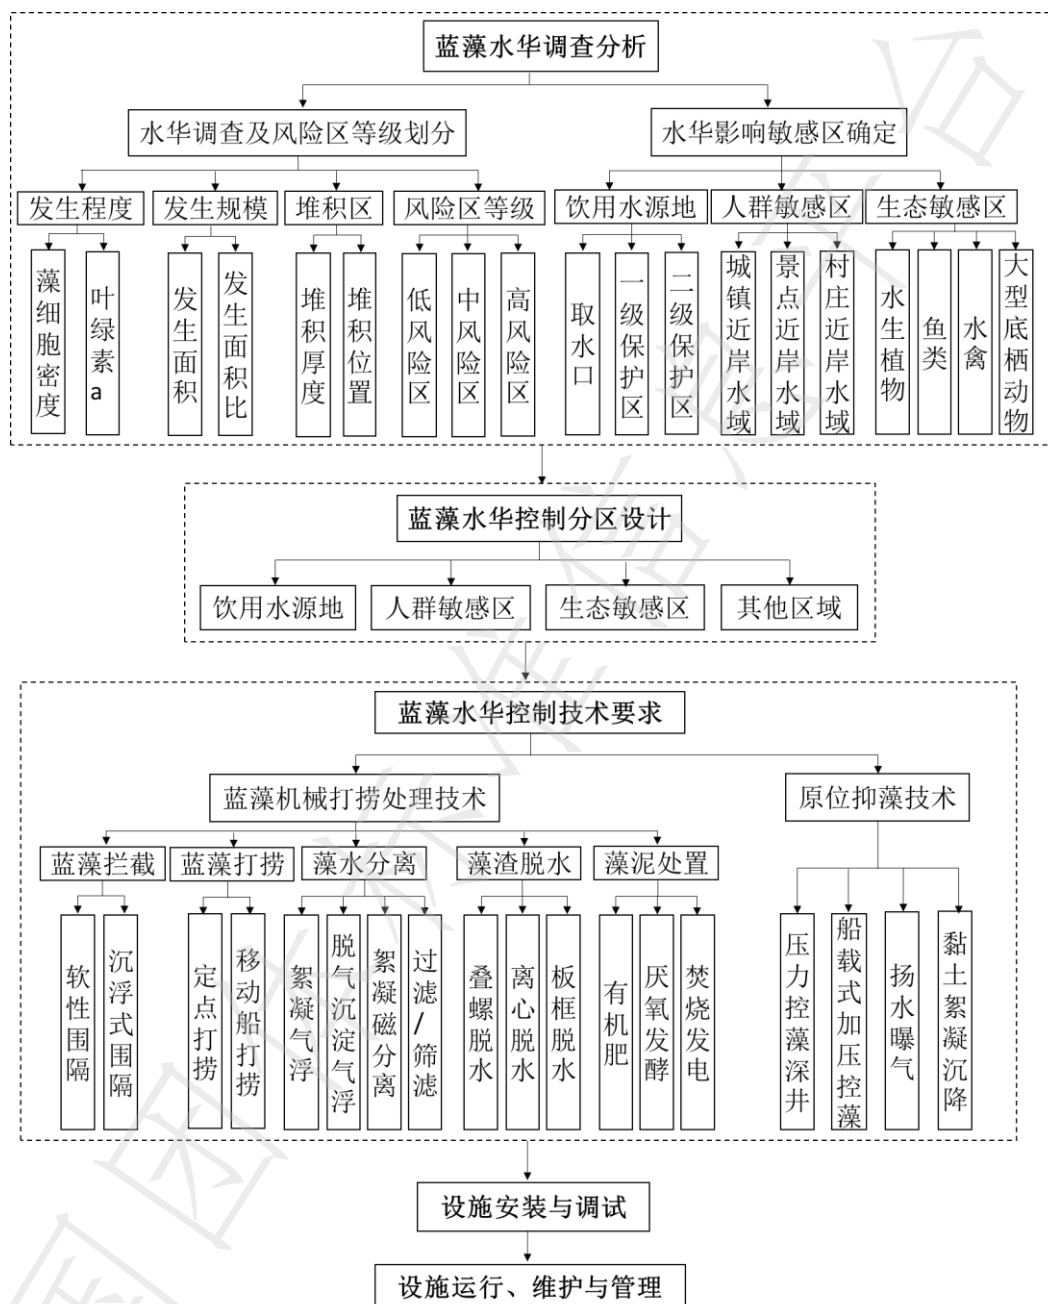 蓝藻水华调查分析
水华调查及风险区等级划分
水华影响敏感区确定
发生程度
发生规模
堆积区
风险区等级
饮用水源地
人群敏感区
生态敏感区
藻细胞密度
叶绿素a
发生面积
发生面积比
堆积厚度
堆积位置
低风险区
中风险区
高风险区
取水口
一级保护区
二级保护区
城镇近岸水域
景点近岸水域
村庄近岸水域
水生植物
鱼类
水禽
大型底栖动物
蓝藻水华控制分区设计
饮用水源地
人群敏感区
生态敏感区
其他区域
蓝藻水华控制技术要求
蓝藻机械打捞处理技术
原位抑藻技术
蓝藻拦截
蓝藻打捞
藻水分离
藻渣脱水
藻泥处置
软性围隔
沉浮式围隔
定点打捞
移动船打捞
絮凝气浮
脱气沉淀气浮
絮凝磁分离
过滤/筛滤
叠螺脱水
离心脱水
板框脱水
有机肥
厌氧发酵
焚烧发电
压力控藻深井
船载式加压控藻
扬水曝气
黏土絮凝沉降
设施安装与调试
设施运行、维护与管理